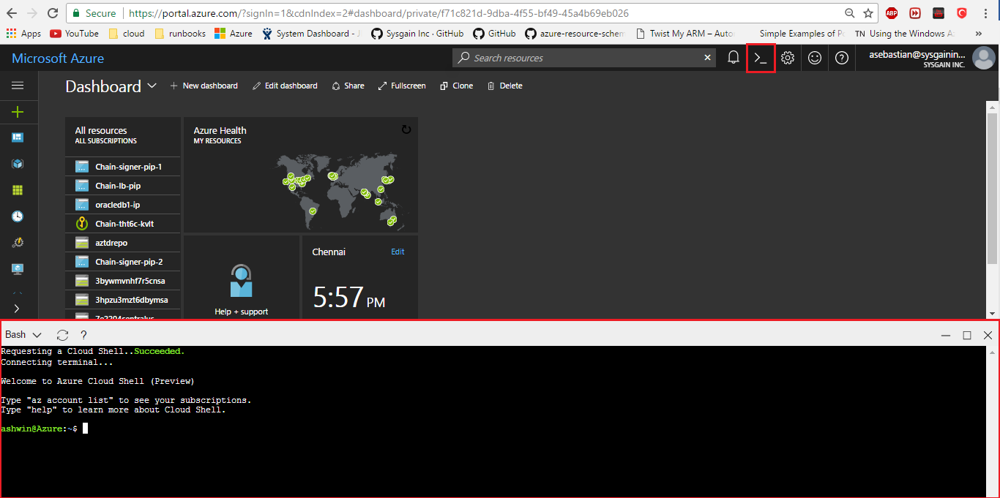 Secure https://portal.azure.com/?signIn=1&cdnIndex=2#dashboard/private/f71c821d-9dba-4f55-bf49-45a4b69eb026 ABP
Apps YouTube cloud runbooks Azure System Dashboard - Sysgain Inc · GitHub GitHub azure-resource-schem Twist My ARM – Auto Simple Examples of TN Using the Windows »
Microsoft Azure Search resources asebastian@sysgainin...
SYSGAIN INC.
Dashboard New dashboard Edit dashboard Share Fullscreen Clone Delete
All resources
ALL SUBSCRIPTIONS
Chain-signer-pip-1
Chain-lb-pip
oracledb1-ip
Chain-tht6c-kvlt
aztdrepo
Chain-signer-pip-2
3bywmvnhf7r5cnsa
3hpzu3mzt6dbymsa
Azure Health
MY RESOURCES
Help + support
Chennai Edit
5:57 PM
Bash ?
Requesting a Cloud Shell..Succeeded.
Connecting terminal...
Welcome to Azure Cloud Shell (Preview)
Type "az account list" to see your subscriptions.
Type "help" to learn more about Cloud Shell.
ashwin@Azure:~$